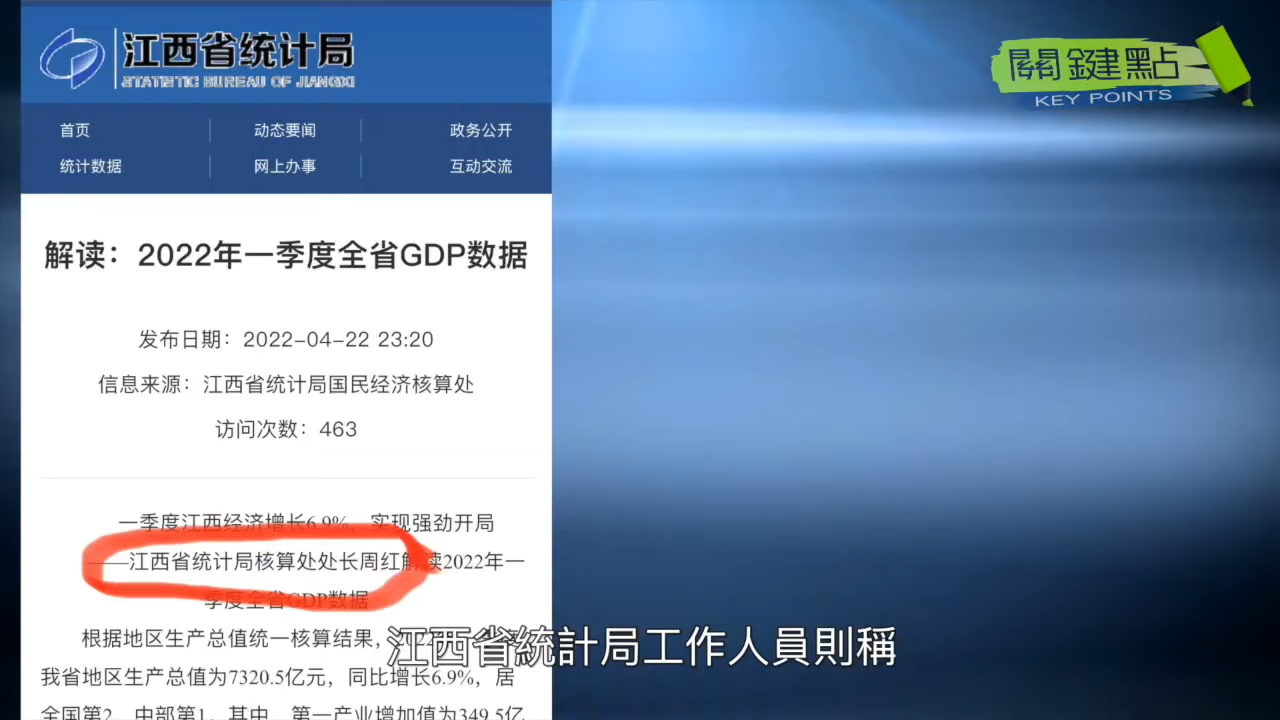 江西省统计局
STATISTIC BUREAU OF JIANGXI
關鍵點
KEY POINTS
首页 动态要闻 政务公开
统计数据 网上办事 互动交流
解读：2022年一季度全省GDP数据
发布日期：2022-04-22 23:20
信息来源：江西省统计局国民经济核算处
访问次数：463
一季度江西经济增长6.9%，实现强劲开局
——江西省统计局核算处处长周红解读2022年一
季度全省GDP数据
根据地区生产总值统一核算结果，
我省地区生产总值为7320.5亿元，同比增长6.9%，居
全国第2、中部第1。其中，第一产业增加值为349.5亿
江西省統計局工作人員則稱